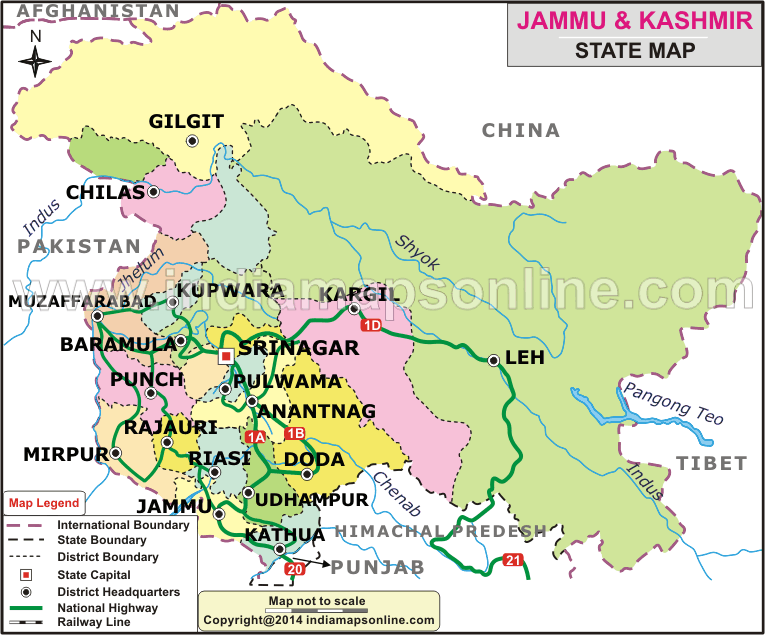 AFGHANISTAN
JAMMU & KASHMIR
STATE MAP
N
GILGIT
CHINA
CHILAS
Indus
PAKISTAN
Shyok
Jhelum
www.indiamapsonline.com
KUPWARA
KARGIL
MUZAFFARABAD
1D
BARAMULA
SRINAGAR
LEH
PUNCH
PULWAMA
Pangong Teo
ANANTNAG
RAJAURI
1A
1B
MIRPUR
RIASI
DODA
TIBET
Indus
Chenab
UDHAMPUR
JAMMU
KATHUA
HIMACHAL PREDESH
21
20
PUNJAB
Map Legend
International Boundary
State Boundary
District Boundary
State Capital
District Headquarters
National Highway
Railway Line
Map not to scale
Copyright@2014 indiamapsonline.com